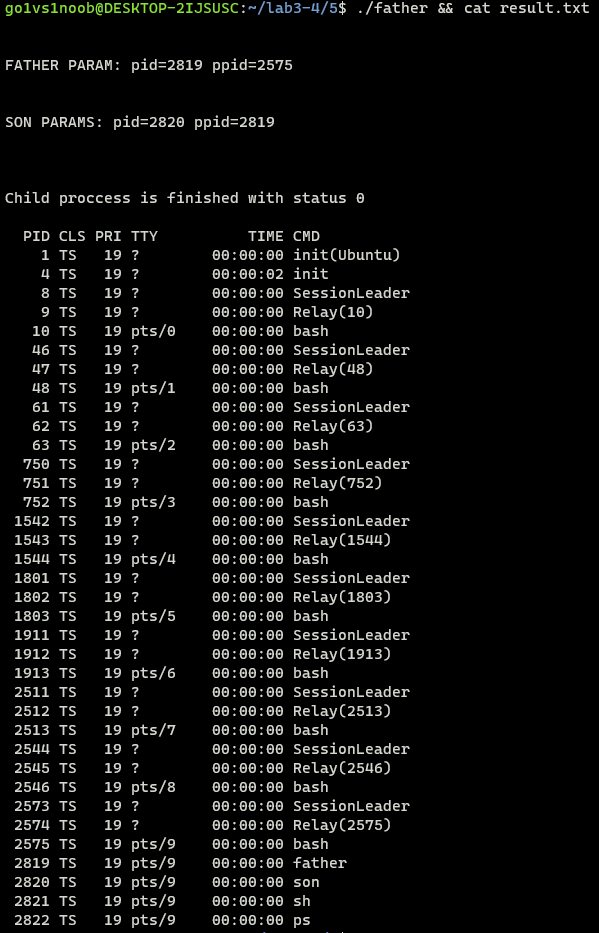 go1vs1noob@DESKTOP-2IJSUSC:~/lab3-4/5$ ./father && cat result.txt
FATHER PARAM: pid=2819 ppid=2575
SON PARAMS: pid=2820 ppid=2819
Child proccess is finished with status 0
PID CLS PRI TTY TIME CMD
1 TS 19 ? 00:00:00 init(Ubuntu)
4 TS 19 ? 00:00:02 init
8 TS 19 ? 00:00:00 SessionLeader
9 TS 19 ? 00:00:00 Relay(10)
10 TS 19 pts/0 00:00:00 bash
46 TS 19 ? 00:00:00 SessionLeader
47 TS 19 ? 00:00:00 Relay(48)
48 TS 19 pts/1 00:00:00 bash
61 TS 19 ? 00:00:00 SessionLeader
62 TS 19 ? 00:00:00 Relay(63)
63 TS 19 pts/2 00:00:00 bash
750 TS 19 ? 00:00:00 SessionLeader
751 TS 19 ? 00:00:00 Relay(752)
752 TS 19 pts/3 00:00:00 bash
1542 TS 19 ? 00:00:00 SessionLeader
1543 TS 19 ? 00:00:00 Relay(1544)
1544 TS 19 pts/4 00:00:00 bash
1801 TS 19 ? 00:00:00 SessionLeader
1802 TS 19 ? 00:00:00 Relay(1803)
1803 TS 19 pts/5 00:00:00 bash
1911 TS 19 ? 00:00:00 SessionLeader
1912 TS 19 ? 00:00:00 Relay(1913)
1913 TS 19 pts/6 00:00:00 bash
2511 TS 19 ? 00:00:00 SessionLeader
2512 TS 19 ? 00:00:00 Relay(2513)
2513 TS 19 pts/7 00:00:00 bash
2544 TS 19 ? 00:00:00 SessionLeader
2545 TS 19 ? 00:00:00 Relay(2546)
2546 TS 19 pts/8 00:00:00 bash
2573 TS 19 ? 00:00:00 SessionLeader
2574 TS 19 ? 00:00:00 Relay(2575)
2575 TS 19 pts/9 00:00:00 bash
2819 TS 19 pts/9 00:00:00 father
2820 TS 19 pts/9 00:00:00 son
2821 TS 19 pts/9 00:00:00 sh
2822 TS 19 pts/9 00:00:00 ps